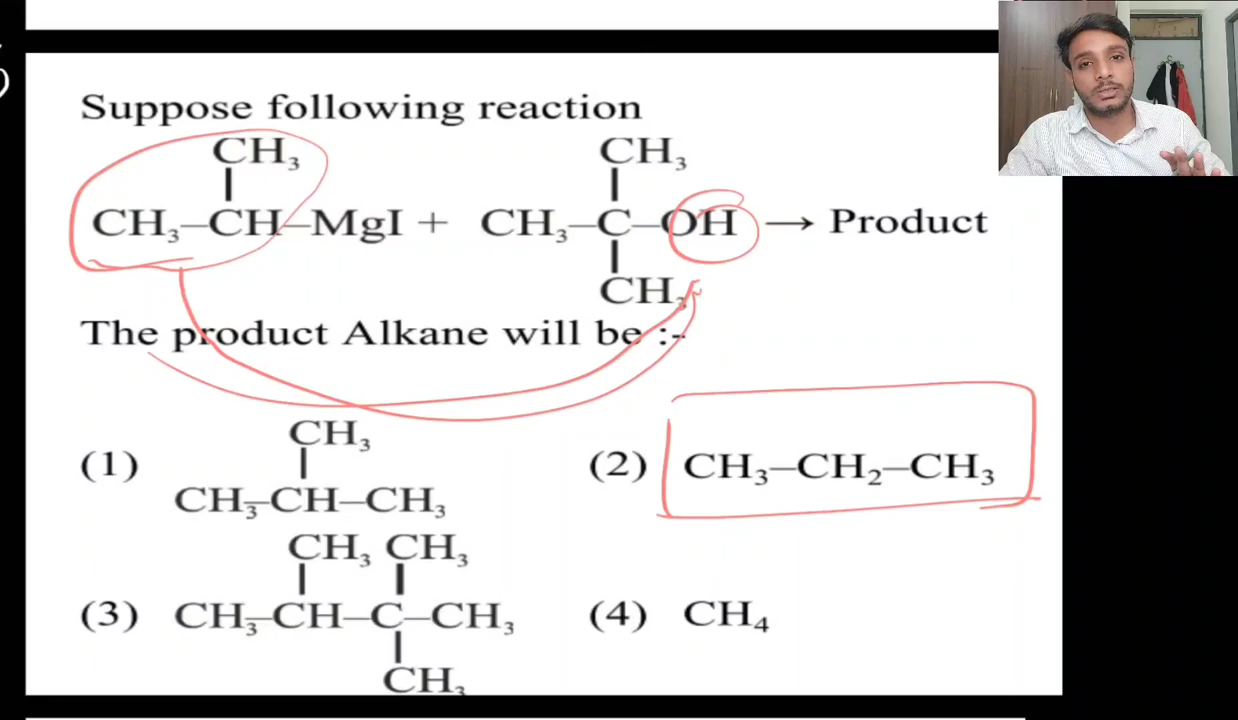 Suppose following reaction
CH₃ CH₃
CH₃–CH–MgI + CH₃–C–OH → Product
CH₃
The product Alkane will be :-
CH₃
(1) CH₃–CH–CH₃
(2) CH₃–CH₂–CH₃
CH₃ CH₃
(3) CH₃–CH–C–CH₃
CH₃
(4) CH₄